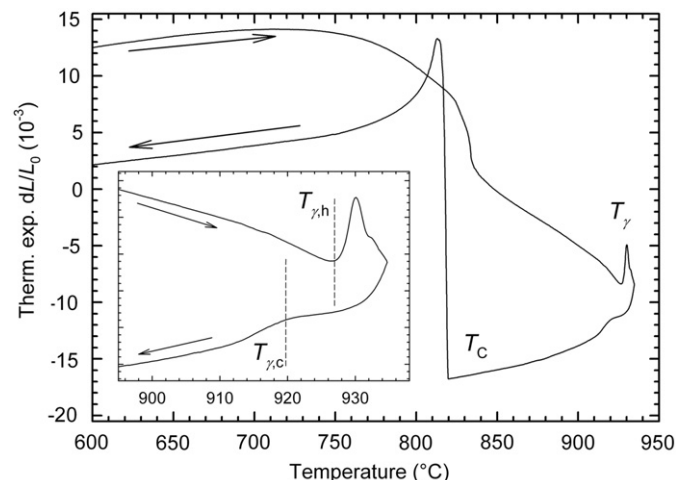 15
10
5
0
-5
-10
-15
-20
Therm. exp. dL/L0 (10-3)
Tγ,h
Tγ
Tγ,c
TC
900 910 920 930
600 650 700 750 800 850 900 950
Temperature (°C)